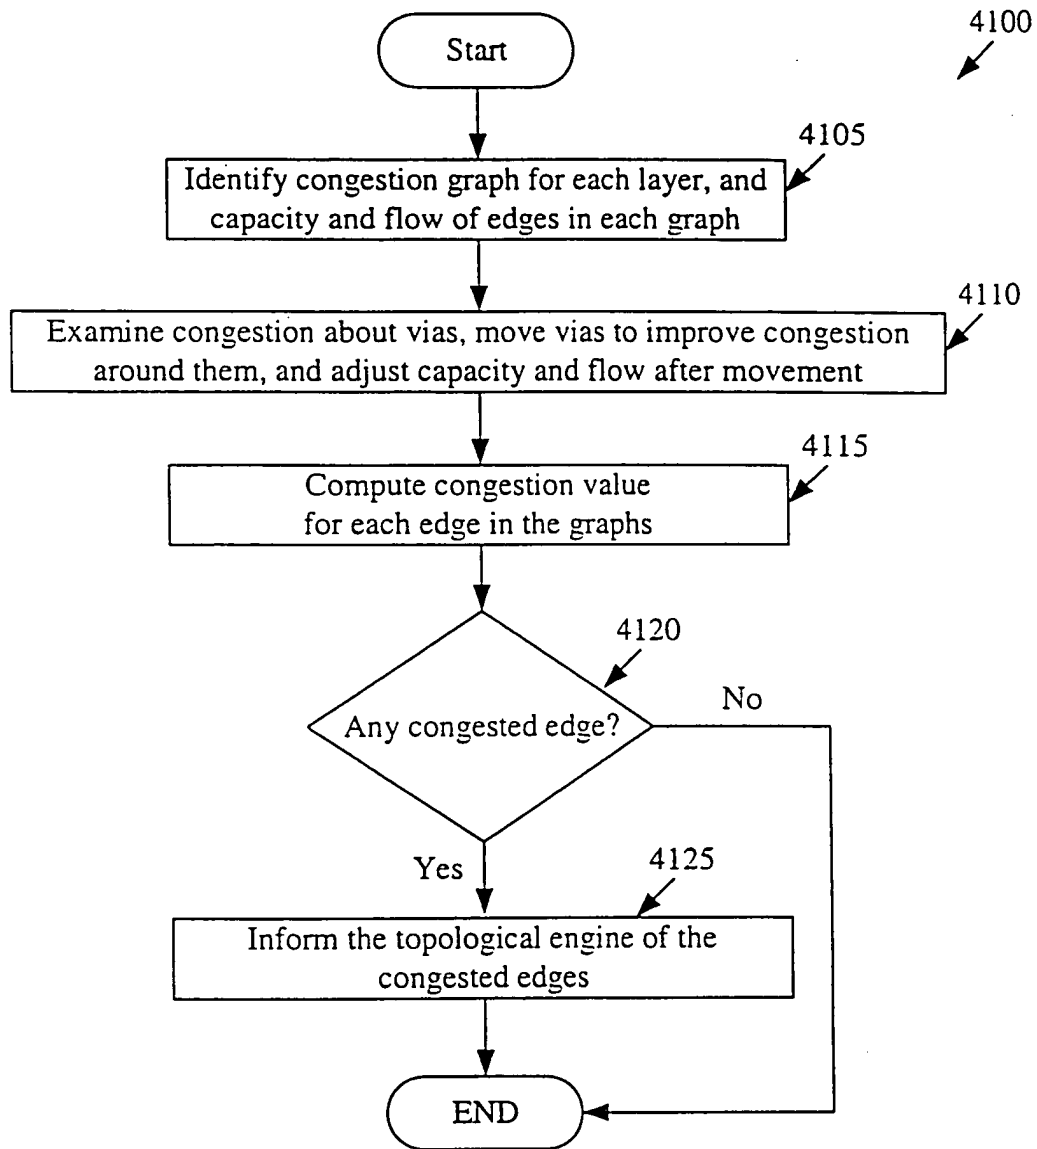 4100
Start
4105
Identify congestion graph for each layer, and
capacity and flow of edges in each graph
4110
Examine congestion about vias, move vias to improve congestion
around them, and adjust capacity and flow after movement
4115
Compute congestion value
for each edge in the graphs
4120
Any congested edge?
No
Yes
4125
Inform the topological engine of the
congested edges
END